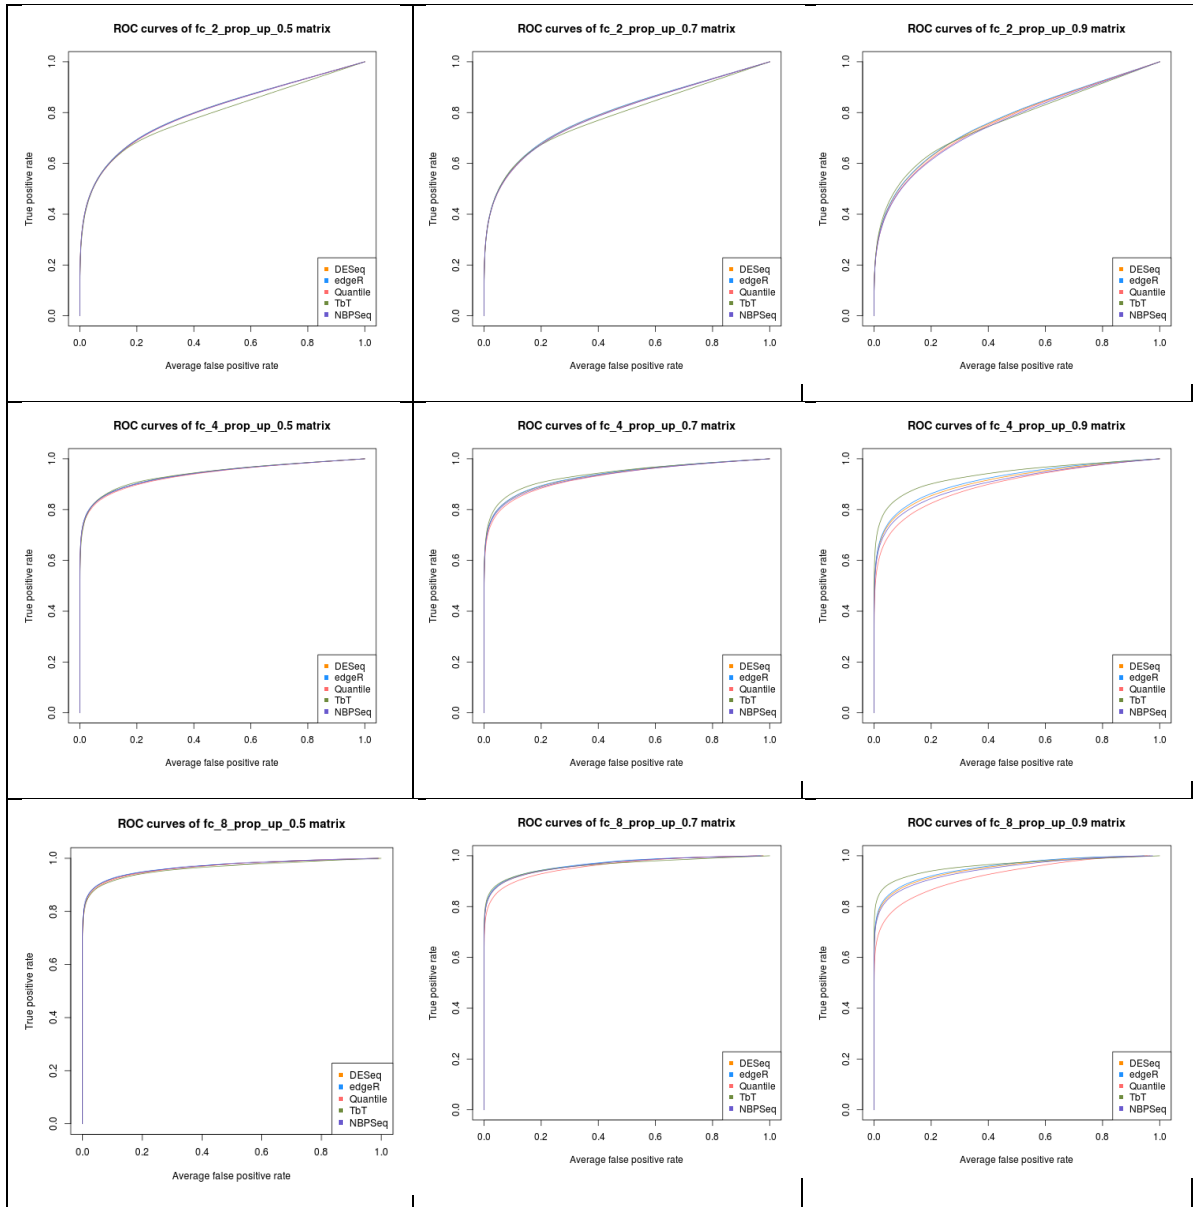 ROC curves of fc_2_prop_up_0.5 matrix
True positive rate
1.0
0.8
0.6
0.4
0.2
0.0
DESeq
edgeR
Quantile
TbT
NBPSeq
0.0 0.2 0.4 0.6 0.8 1.0
Average false positive rate
ROC curves of fc_2_prop_up_0.7 matrix
True positive rate
1.0
0.8
0.6
0.4
0.2
0.0
DESeq
edgeR
Quantile
TbT
NBPSeq
0.0 0.2 0.4 0.6 0.8 1.0
Average false positive rate
ROC curves of fc_2_prop_up_0.9 matrix
True positive rate
1.0
0.8
0.6
0.4
0.2
0.0
DESeq
edgeR
Quantile
TbT
NBPSeq
0.0 0.2 0.4 0.6 0.8 1.0
Average false positive rate
ROC curves of fc_4_prop_up_0.5 matrix
True positive rate
1.0
0.8
0.6
0.4
0.2
0.0
DESeq
edgeR
Quantile
TbT
NBPSeq
0.0 0.2 0.4 0.6 0.8 1.0
Average false positive rate
ROC curves of fc_4_prop_up_0.7 matrix
True positive rate
1.0
0.8
0.6
0.4
0.2
0.0
DESeq
edgeR
Quantile
TbT
NBPSeq
0.0 0.2 0.4 0.6 0.8 1.0
Average false positive rate
ROC curves of fc_4_prop_up_0.9 matrix
True positive rate
1.0
0.8
0.6
0.4
0.2
0.0
DESeq
edgeR
Quantile
TbT
NBPSeq
0.0 0.2 0.4 0.6 0.8 1.0
Average false positive rate
ROC curves of fc_8_prop_up_0.5 matrix
True positive rate
1.0
0.8
0.6
0.4
0.2
0.0
DESeq
edgeR
Quantile
TbT
NBPSeq
0.0 0.2 0.4 0.6 0.8 1.0
Average false positive rate
ROC curves of fc_8_prop_up_0.7 matrix
True positive rate
1.0
0.8
0.6
0.4
0.2
0.0
DESeq
edgeR
Quantile
TbT
NBPSeq
0.0 0.2 0.4 0.6 0.8 1.0
Average false positive rate
ROC curves of fc_8_prop_up_0.9 matrix
True positive rate
1.0
0.8
0.6
0.4
0.2
0.0
DESeq
edgeR
Quantile
TbT
NBPSeq
0.0 0.2 0.4 0.6 0.8 1.0
Average false positive rate